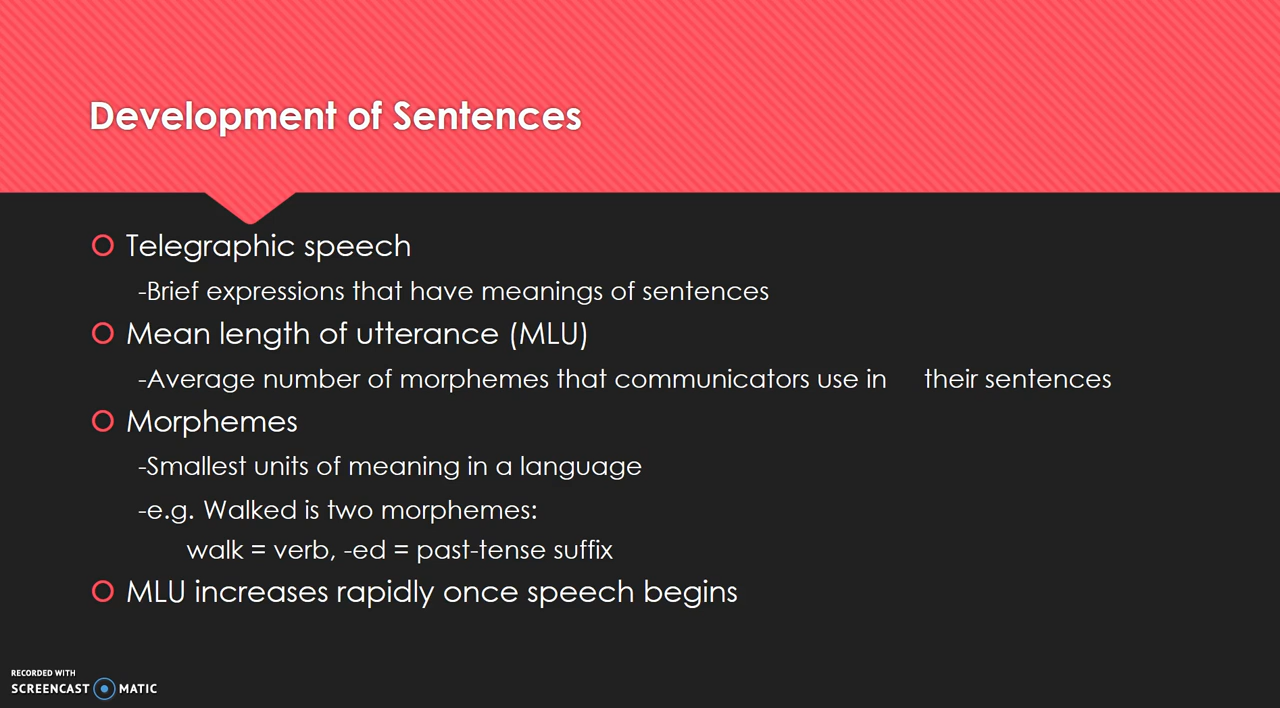 Development of Sentences
Telegraphic speech
-Brief expressions that have meanings of sentences
Mean length of utterance (MLU)
-Average number of morphemes that communicators use in their sentences
Morphemes
-Smallest units of meaning in a language
-e.g. Walked is two morphemes:
walk = verb, -ed = past-tense suffix
MLU increases rapidly once speech begins
RECORDED WITH
SCREENCAST MATIC